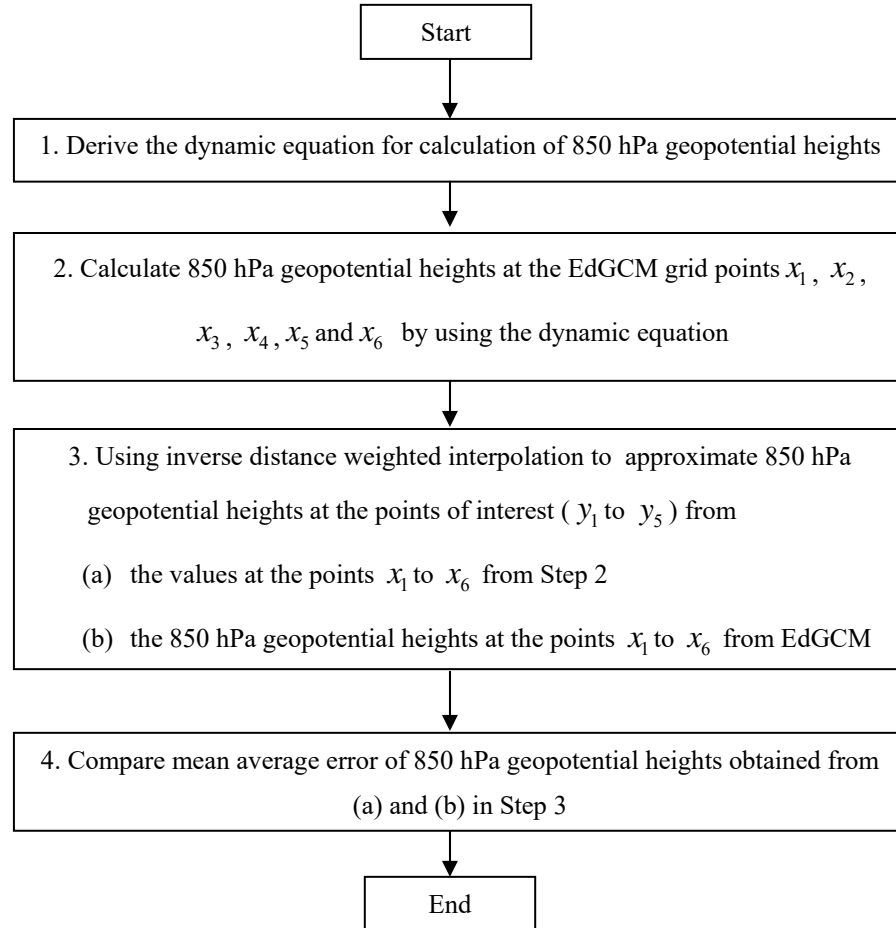 Start
1. Derive the dynamic equation for calculation of 850 hPa geopotential heights
2. Calculate 850 hPa geopotential heights at the EdGCM grid points x₁ , x₂ ,
x₃ , x₄ , x₅ and x₆ by using the dynamic equation
3. Using inverse distance weighted interpolation to approximate 850 hPa
geopotential heights at the points of interest ( y₁ to y₅ ) from
(a) the values at the points x₁ to x₆ from Step 2
(b) the 850 hPa geopotential heights at the points x₁ to x₆ from EdGCM
4. Compare mean average error of 850 hPa geopotential heights obtained from
(a) and (b) in Step 3
End